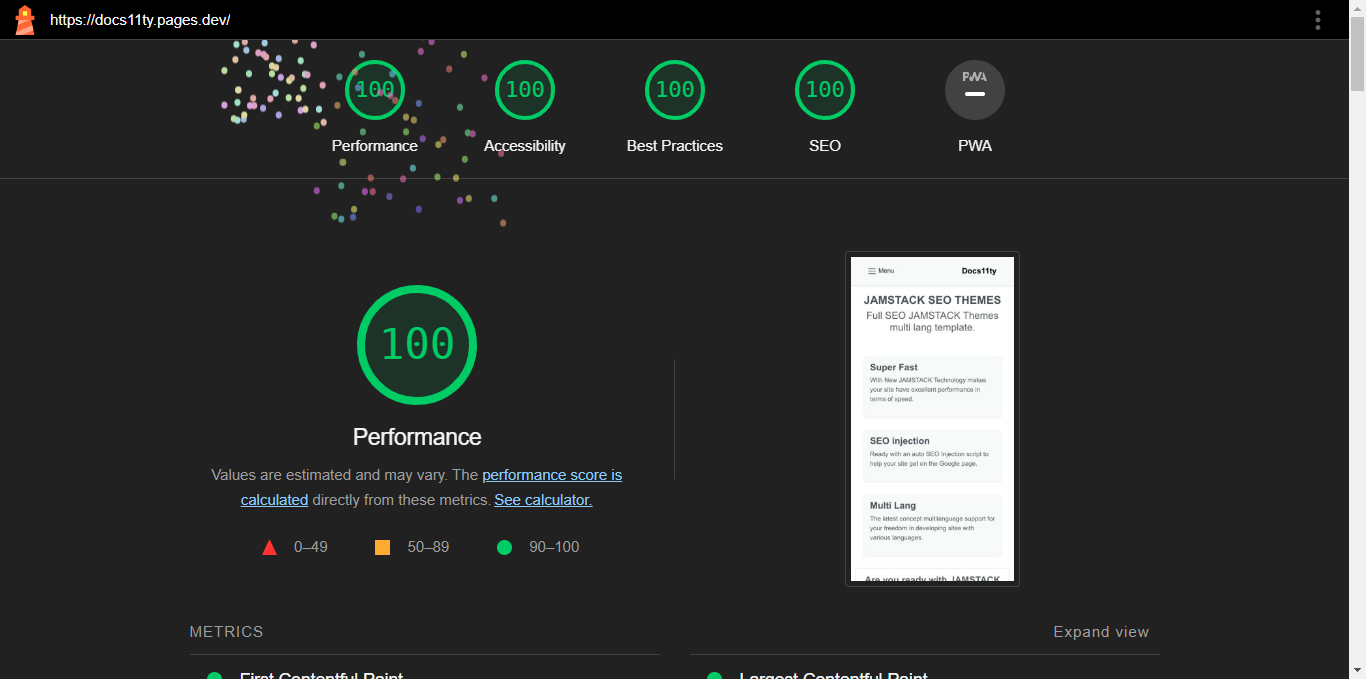 https://docs11ty.pages.dev/
100 100 100 100 PWA
Performance Accessibility Best Practices SEO PWA
100
Performance
Values are estimated and may vary. The performance score is
calculated directly from these metrics. See calculator.
0–49 50–89 90–100
Menu Docs11ty
JAMSTACK SEO THEMES
Full SEO JAMSTACK Themes
multi lang template.
Super Fast
With New JAMSTACK Technology makes
your site have excellent performance in
terms of speed.
SEO injection
Ready with an auto SEO injection script to
help your site get on the Google page.
Multi Lang
The latest concept multilanguage support for
your freedom in developing sites with
various languages.
Are you ready with JAMSTACK
METRICS Expand view
First Contentful Paint Largest Contentful Paint